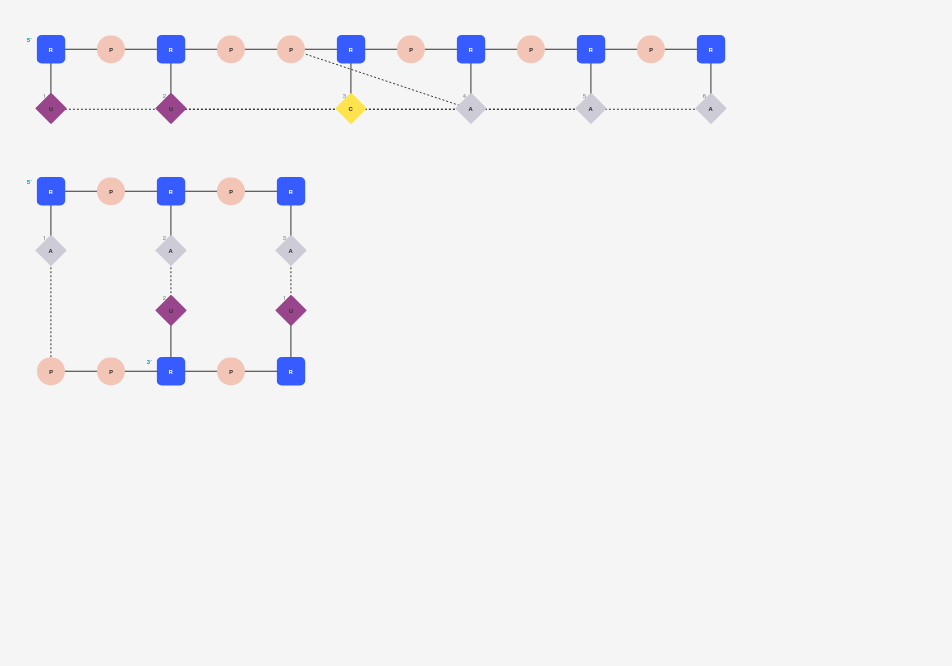 5' R P R P P R P R P R P R
1 2 3 4 5 6
U U C A A A
5' R P R P R
1 2 3
A A A
2 1
U U
3'
P P R P R